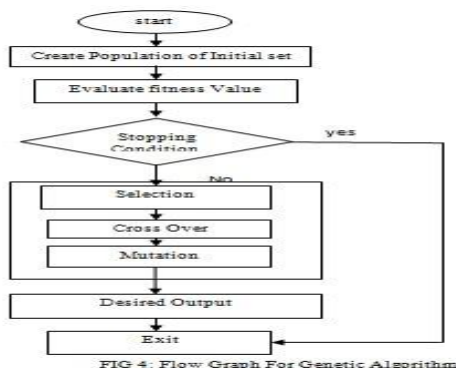 start
Create Population of Initial set
Evaluate fitness Value
Stopping
Condition
yes
No
Selection
Cross Over
Mutation
Desired Output
Exit
FIG 4: Flow Graph For Genetic Algorithm